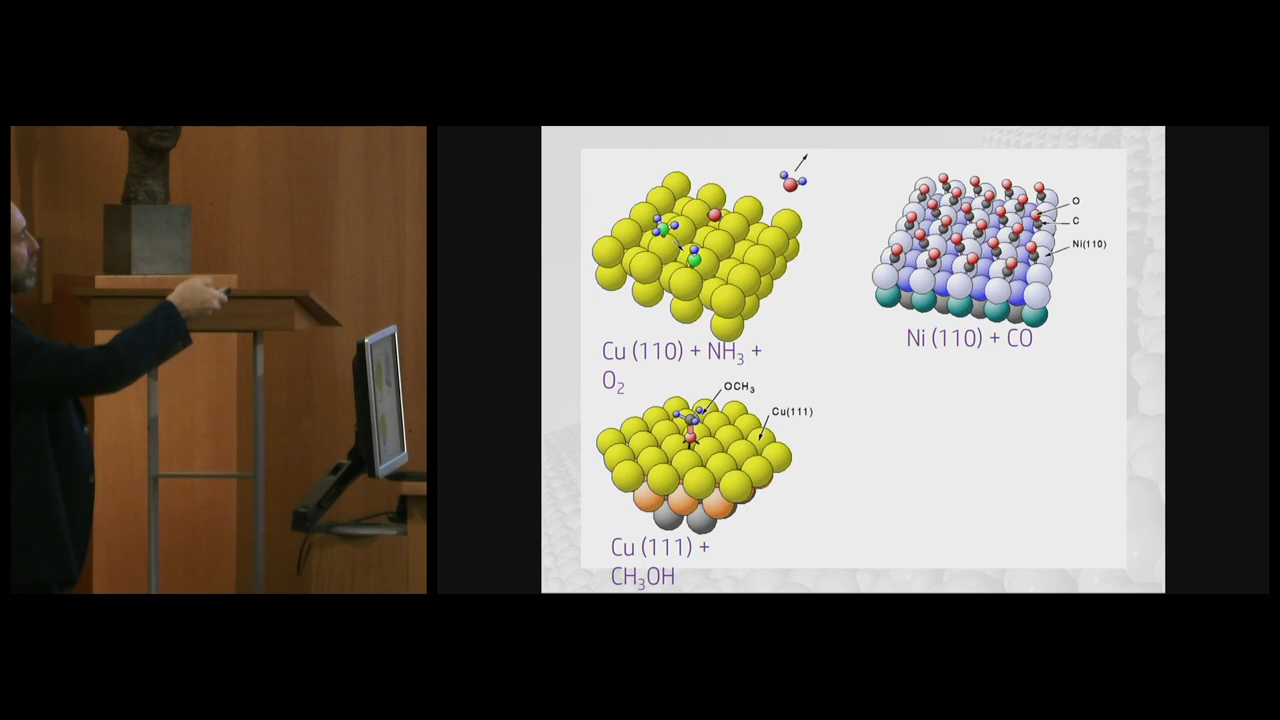 O
C
Ni(110)
Cu (110) + NH₃ +
O₂
Ni (110) + CO
OCH₃
Cu(111)
Cu (111) +
CH₃OH